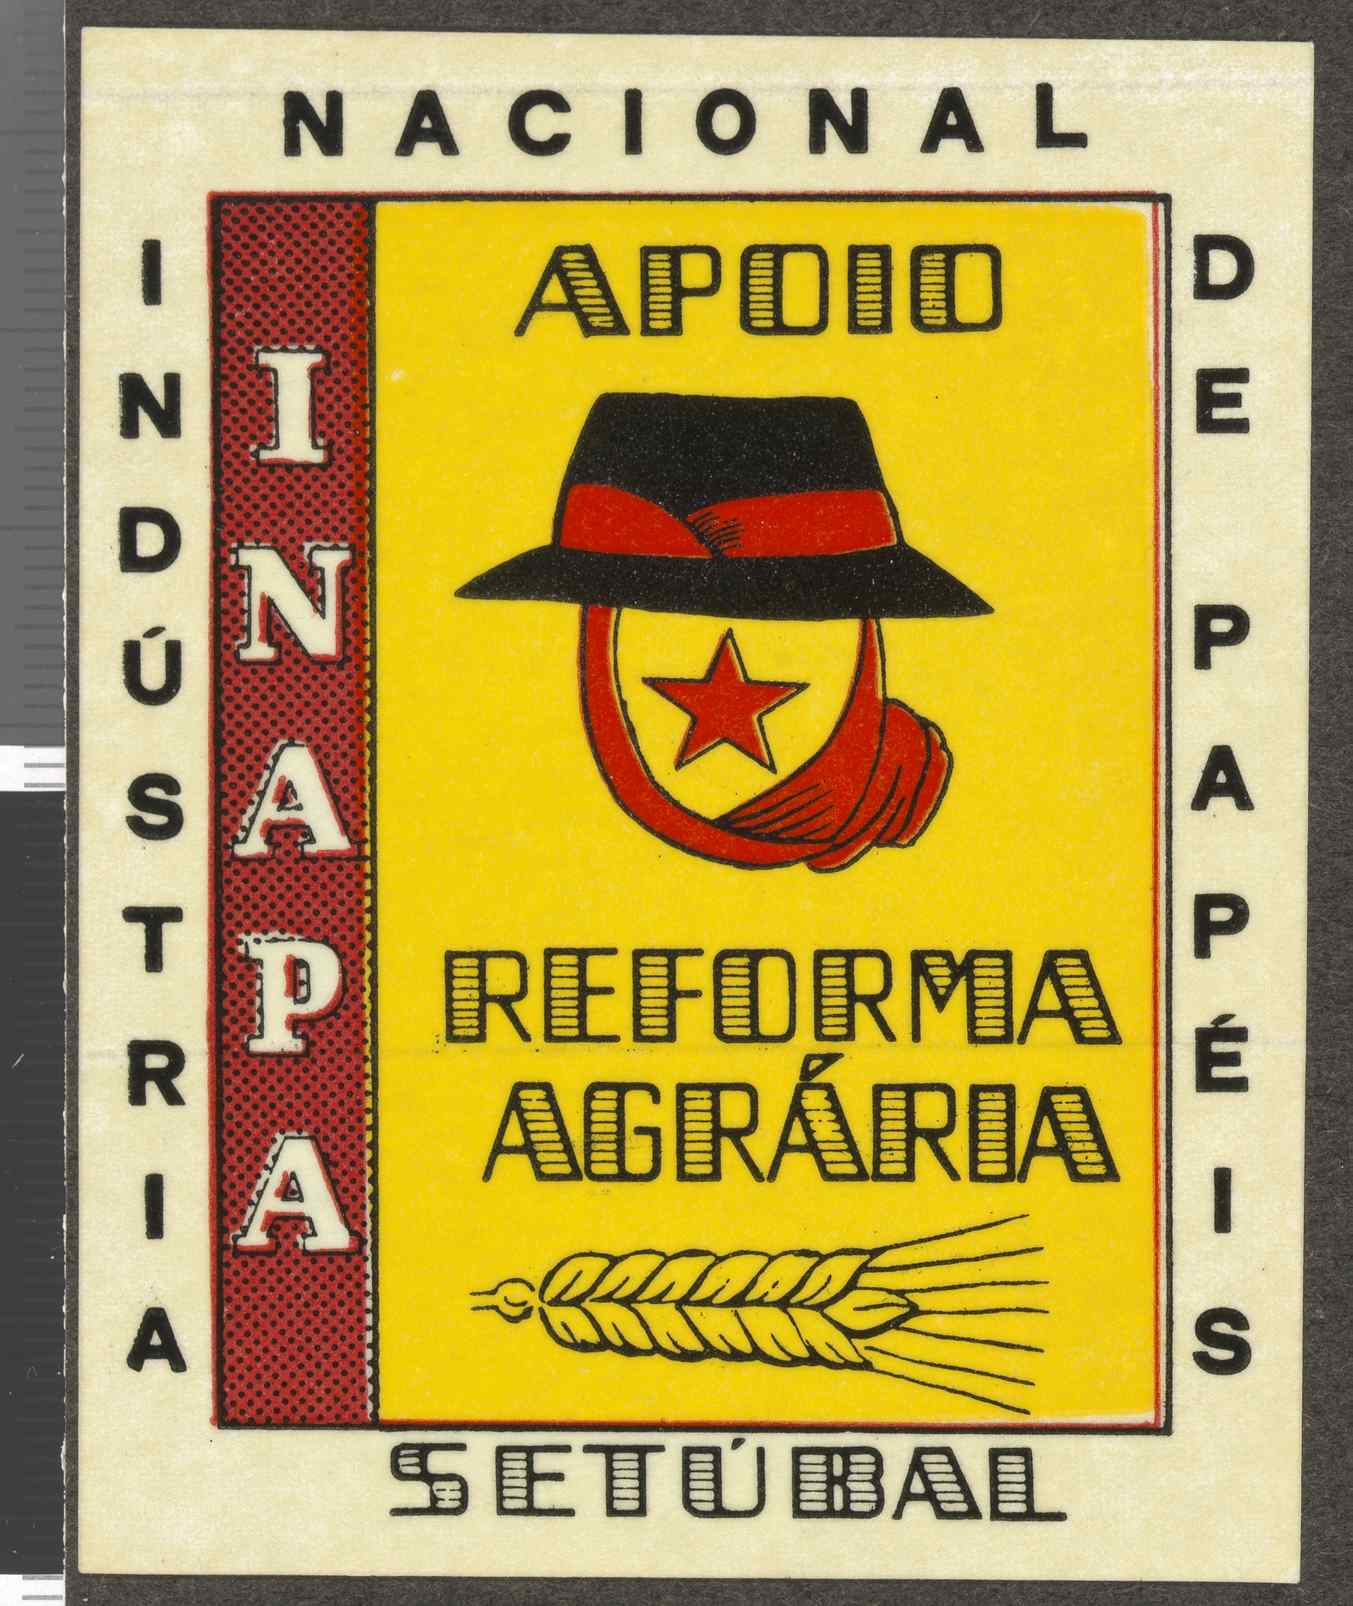 INDÚSTRIA
NACIONAL
DE PAPÉIS
INAPA
APOIO
REFORMA
AGRÁRIA
SETÚBAL